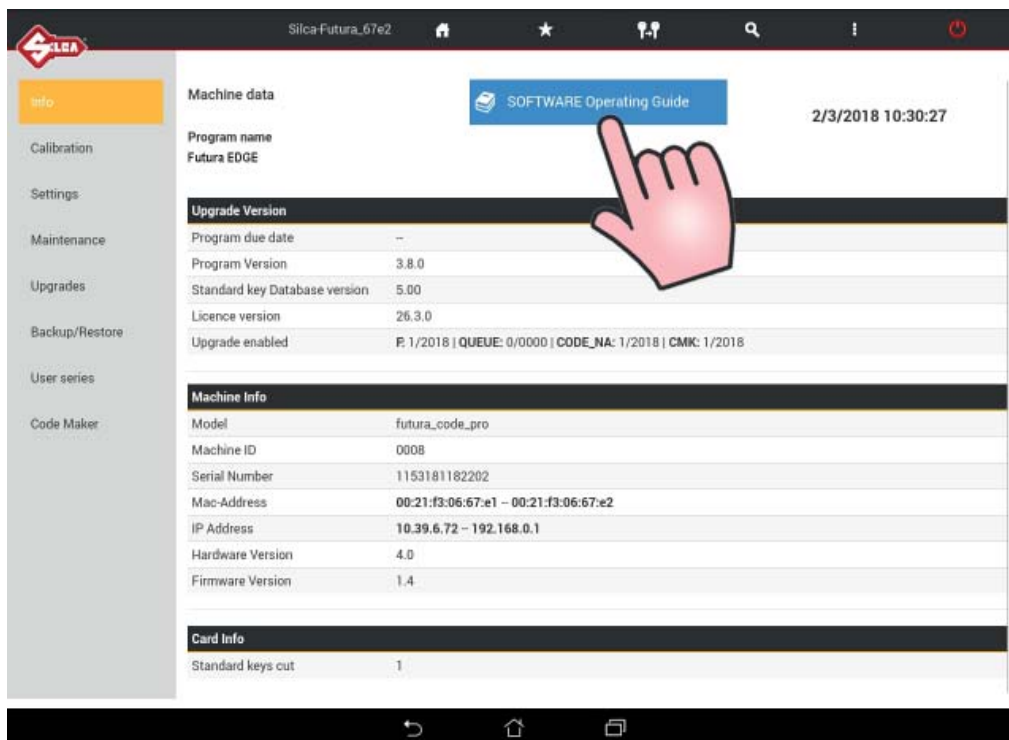 SILCA
Silca-Futura_67e2
Info
Calibration
Settings
Maintenance
Upgrades
Backup/Restore
User series
Code Maker
Machine data
SOFTWARE Operating Guide
2/3/2018 10:30:27
Program name
Futura EDGE
Upgrade Version
Program due date --
Program Version 3.8.0
Standard key Database version 5.00
Licence version 26.3.0
Upgrade enabled P. 1/2018 | QUEUE: 0/0000 | CODE_NA: 1/2018 | CMK: 1/2018
Machine Info
Model futura_code_pro
Machine ID 0008
Serial Number 1153181182202
Mac-Address 00:21:f3:06:67:e1 -- 00:21:f3:06:67:e2
IP Address 10.39.6.72 -- 192.168.0.1
Hardware Version 4.0
Firmware Version 1.4
Card Info
Standard keys cut 1